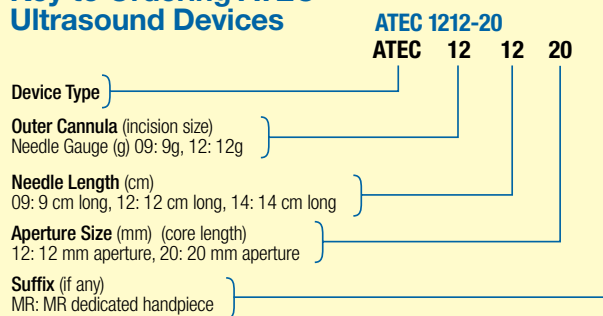 Ultrasound Devices
ATEC 1212-20
ATEC 12 12 20
Device Type
Outer Cannula (incision size)
Needle Gauge (g) 09: 9g, 12: 12g
Needle Length (cm)
09: 9 cm long, 12: 12 cm long, 14: 14 cm long
Aperture Size (mm) (core length)
12: 12 mm aperture, 20: 20 mm aperture
Suffix (if any)
MR: MR dedicated handpiece